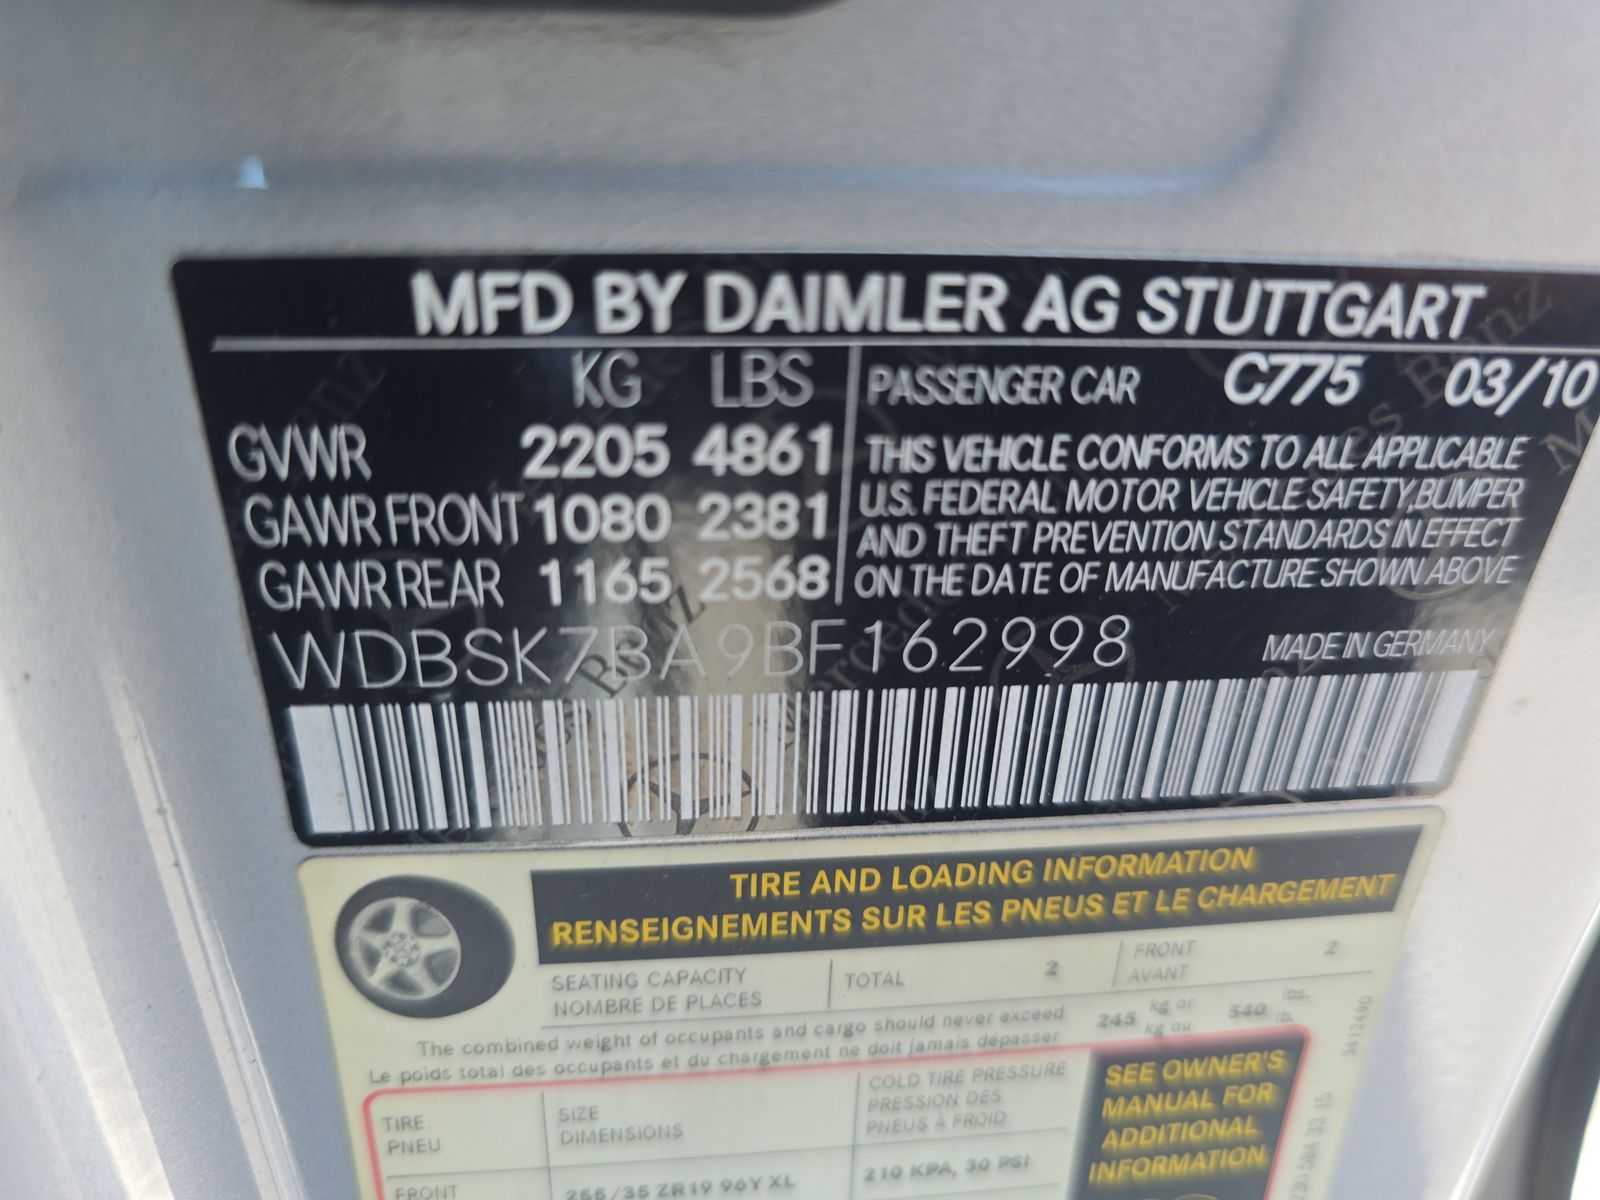 MFD BY DAIMLER AG STUTTGART
KG LBS
GVWR 2205 4861
GAWR FRONT 1080 2381
GAWR REAR 1165 2568
PASSENGER CAR C775 03/10
THIS VEHICLE CONFORMS TO ALL APPLICABLE
U.S. FEDERAL MOTOR VEHICLE SAFETY, BUMPER
AND THEFT PREVENTION STANDARDS IN EFFECT
ON THE DATE OF MANUFACTURE SHOWN ABOVE
WDBSK7BA9BF162998
MADE IN GERMANY
TIRE AND LOADING INFORMATION
RENSEIGNEMENTS SUR LES PNEUS ET LE CHARGEMENT
SEATING CAPACITY
NOMBRE DE PLACES
TOTAL 2
FRONT 2
AVANT
The combined weight of occupants and cargo should never exceed
Le poids total des occupants et du chargement ne doit jamais dépasser
245 kg or 540 lbs.
kg ou lb.
TIRE
PNEU
SIZE
DIMENSIONS
COLD TIRE PRESSURE
PRESSION DES
PNEUS A FROID
SEE OWNER'S
MANUAL FOR
ADDITIONAL
INFORMATION
FRONT 255/35 ZR19 96Y XL 210 KPA, 30 PSI